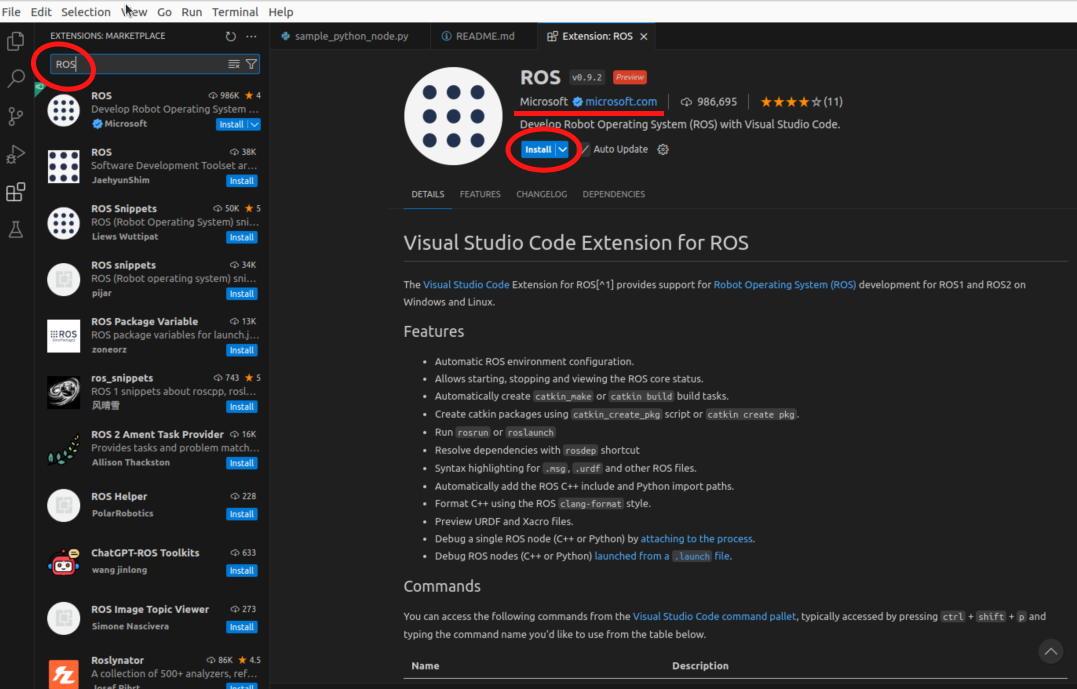 File Edit Selection View Go Run Terminal Help
EXTENSIONS: MARKETPLACE
ROS
ROS 986K 4
Develop Robot Operating System ...
Microsoft Install
ROS 38K
Software Development Toolset ar...
JaehyunShim Install
ROS Snippets 50K 5
ROS (Robot Operating System) sni...
Liews Wuttipat Install
ROS snippets 34K
ROS (Robot operating system) sni...
pijar Install
ROS
ROS Package Variable 13K
ROS package variables for launch.j...
zoneorz Install
ros_snippets 743 5
ROS 1 snippets about roscpp, rosl...
风晴雪 Install
ROS 2 Ament Task Provider 16K
Provides tasks and problem match...
Allison Thackston Install
ROS Helper 228
PolarRobotics Install
ChatGPT-ROS Toolkits 633
wang jinlong Install
ROS Image Topic Viewer 273
Simone Nascivera Install
Roslynator 86K 4.5
A collection of 500+ analyzers, ref...
Josef Pihrt Install
sample_python_node.py README.md Extension: ROS
ROS v0.9.2 Preview
Microsoft microsoft.com 986,695 (11)
Develop Robot Operating System (ROS) with Visual Studio Code.
Install Auto Update
DETAILS FEATURES CHANGELOG DEPENDENCIES
Visual Studio Code Extension for ROS
The Visual Studio Code Extension for ROS[^1] provides support for Robot Operating System (ROS) development for ROS1 and ROS2 on
Windows and Linux.
Features
• Automatic ROS environment configuration.
• Allows starting, stopping and viewing the ROS core status.
• Automatically create catkin_make or catkin build build tasks.
• Create catkin packages using catkin_create_pkg script or catkin create pkg.
• Run rosrun or roslaunch
• Resolve dependencies with rosdep shortcut
• Syntax highlighting for .msg, .urdf and other ROS files.
• Automatically add the ROS C++ include and Python import paths.
• Format C++ using the ROS clang-format style.
• Preview URDF and Xacro files.
• Debug a single ROS node (C++ or Python) by attaching to the process.
• Debug ROS nodes (C++ or Python) launched from a .launch file.
Commands
You can access the following commands from the Visual Studio Code command pallet, typically accessed by pressing ctrl + shift + p and
typing the command name you'd like to use from the table below.
Name Description